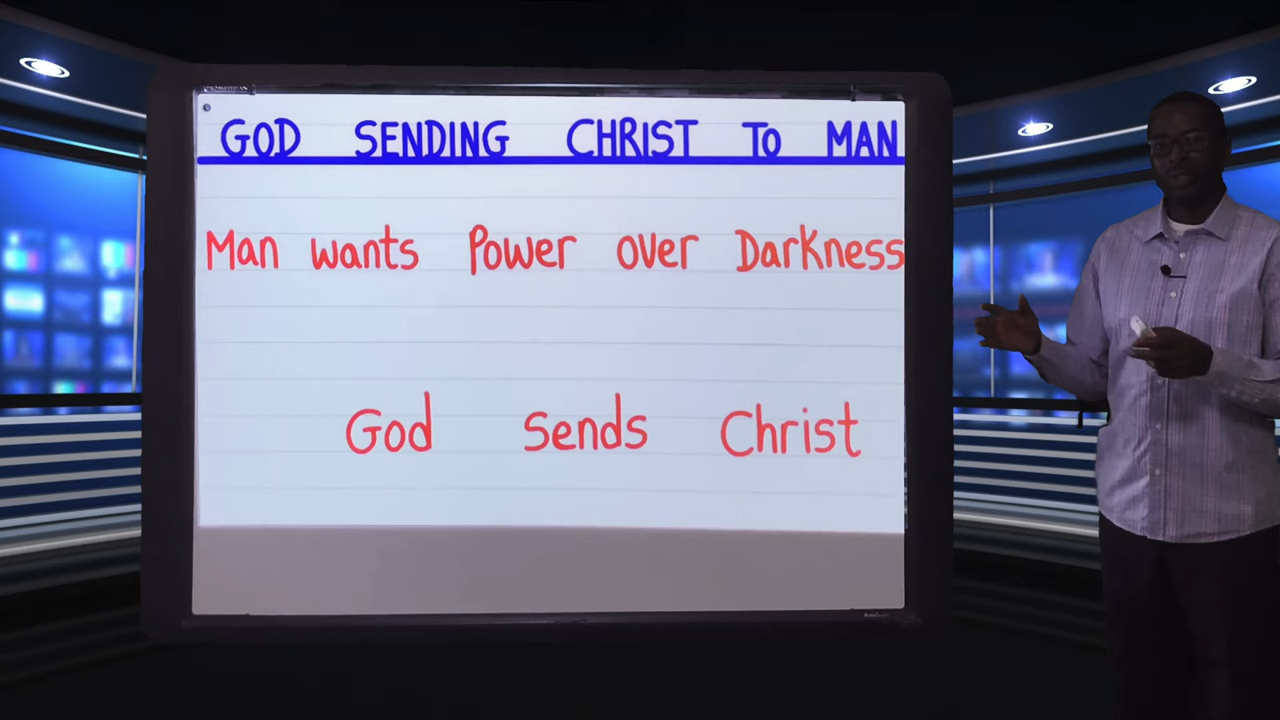 GOD SENDING CHRIST TO MAN
Man wants Power over Darkness
God Sends Christ